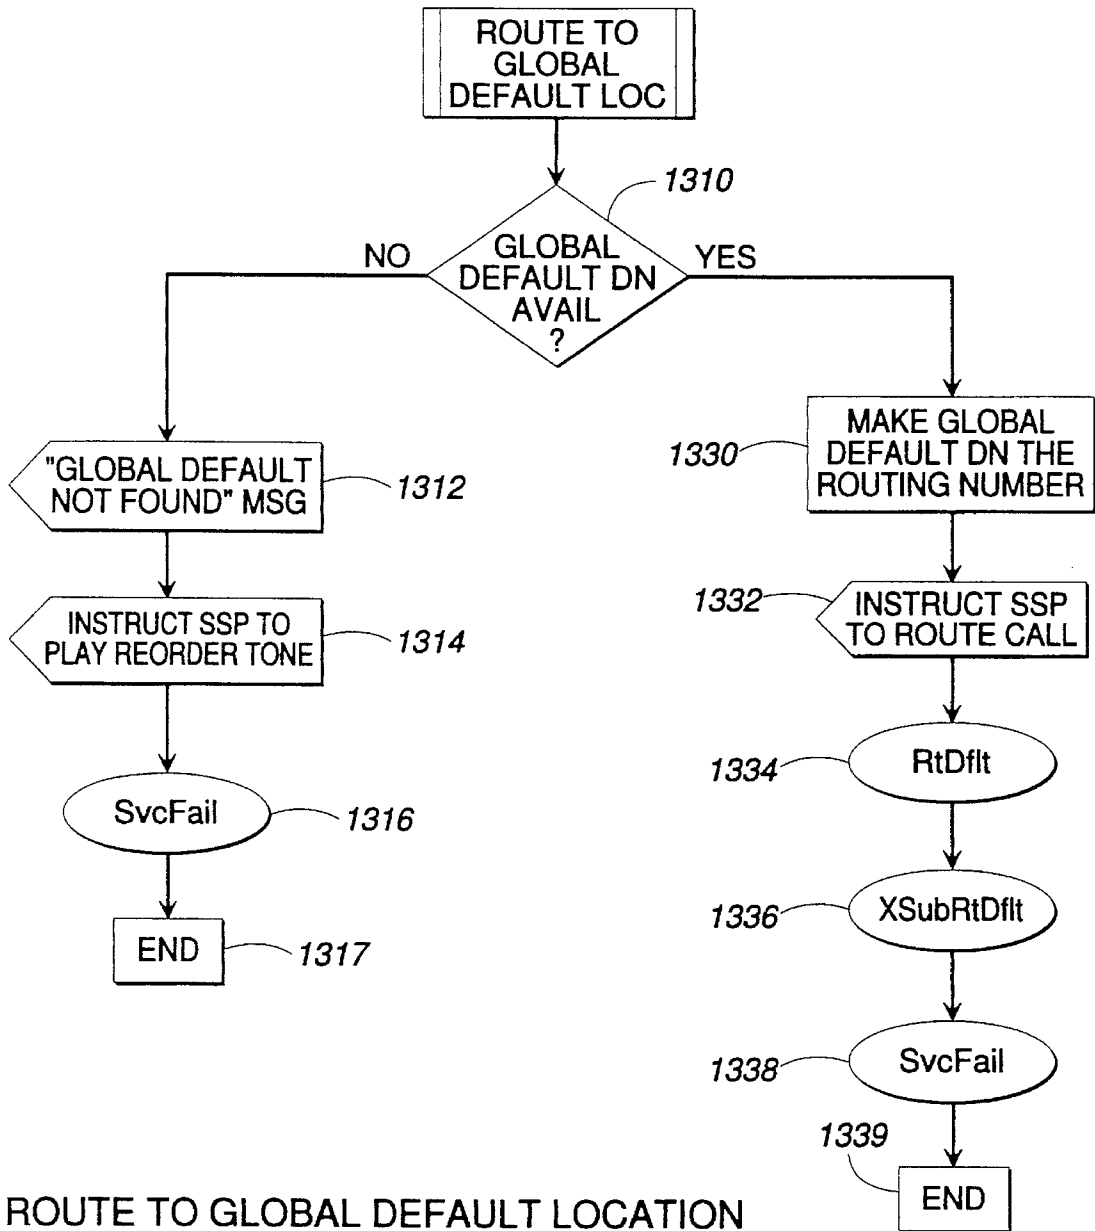 ROUTE TO
GLOBAL
DEFAULT LOC
1310
GLOBAL
DEFAULT DN
AVAIL
?
NO
YES
"GLOBAL DEFAULT
NOT FOUND" MSG
1312
INSTRUCT SSP TO
PLAY REORDER TONE
1314
SvcFail
1316
END
1317
MAKE GLOBAL
DEFAULT DN THE
ROUTING NUMBER
1330
INSTRUCT SSP
TO ROUTE CALL
1332
RtDflt
1334
XSubRtDflt
1336
SvcFail
1338
END
1339
ROUTE TO GLOBAL DEFAULT LOCATION